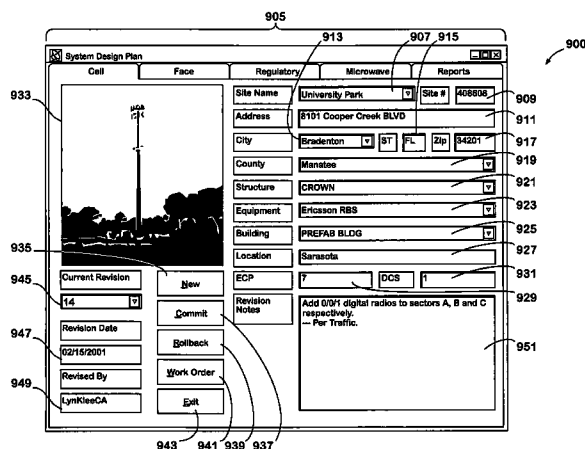 905
913
907
915
900
System Design Plan
Cell Face Regulatory Microwave Reports
933
Site Name University Park Site # 408608
909
Address 8101 Cooper Creek BLVD
911
City Bradenton ST FL Zip 34201
917
County Manatee
919
Structure CROWN
921
Equipment Ericsson RBS
923
Building PREFAB BLDG
925
Location Sarasota
927
935
Current Revision New ECP 7 DCS 1
931
929
945
14
Commit
Revision Notes
Add 0/0/1 digital radios to sectors A, B and C
respectively.
--- Per Traffic.
951
947
Revision Date
Rollback
02/15/2001
Revised By
Work Order
949
LynKleeCA
Exit
943
941 939 937